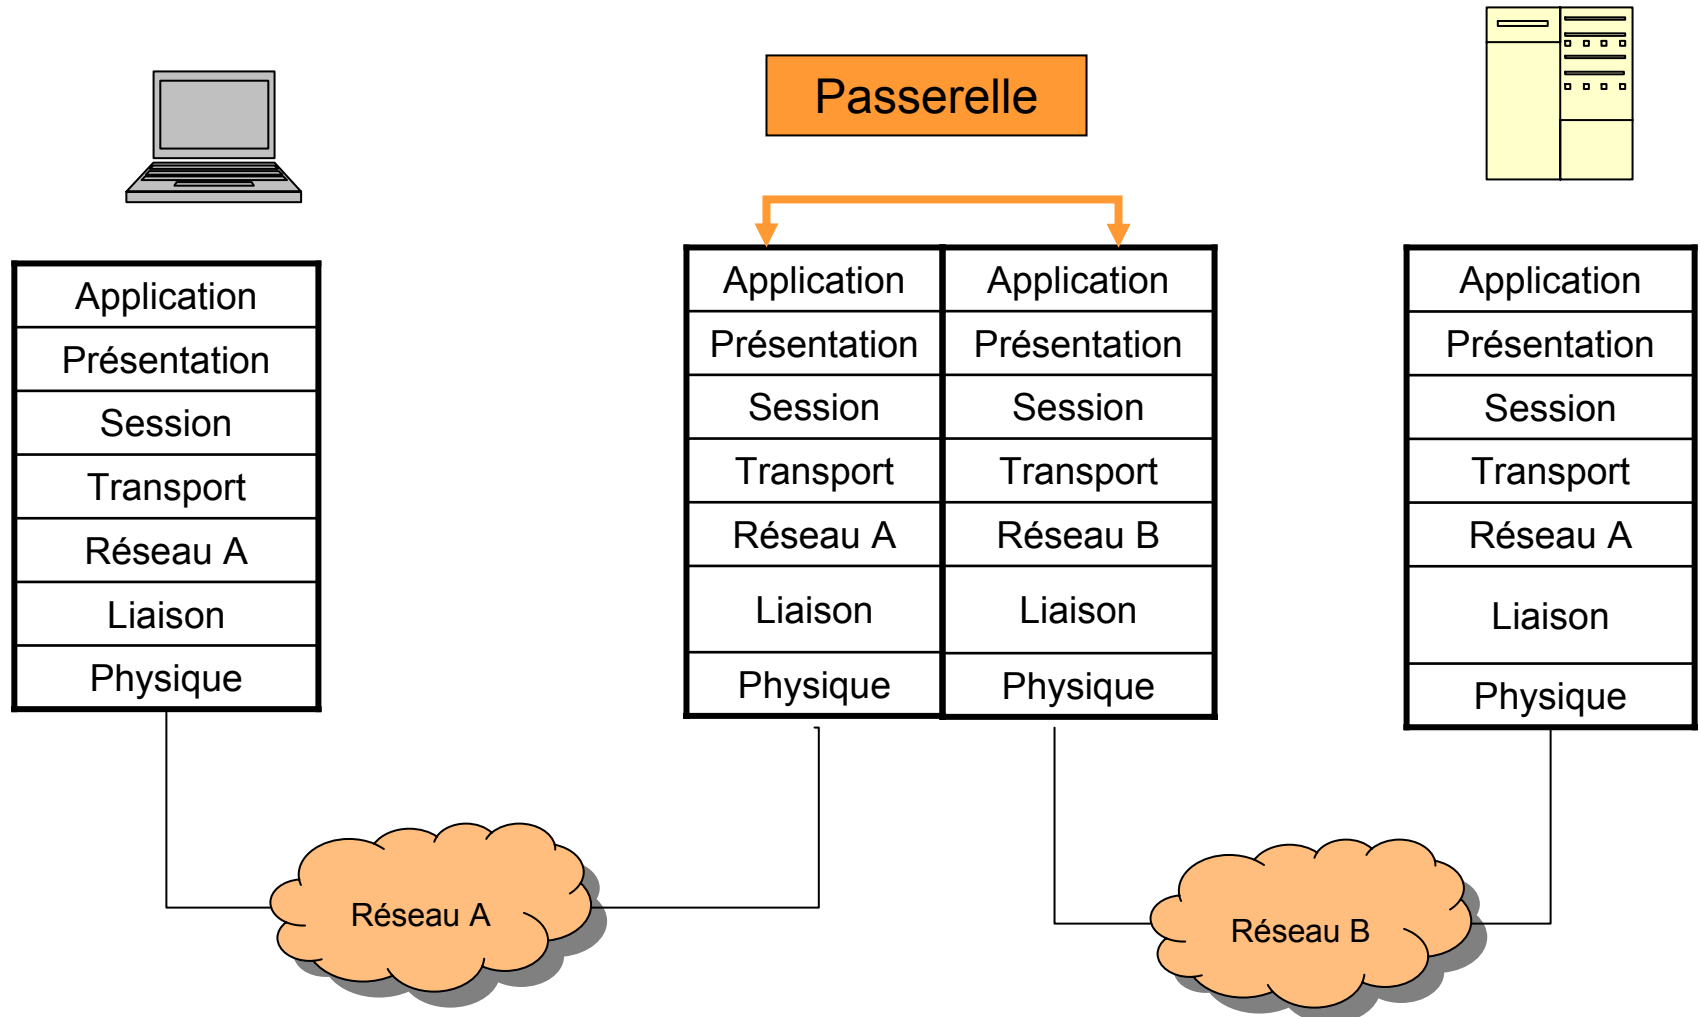 Passerelle
Application
Présentation
Session
Transport
Réseau A
Liaison
Physique
Application
Présentation
Session
Transport
Réseau A
Liaison
Physique
Application
Présentation
Session
Transport
Réseau B
Liaison
Physique
Application
Présentation
Session
Transport
Réseau A
Liaison
Physique
Réseau A
Réseau B